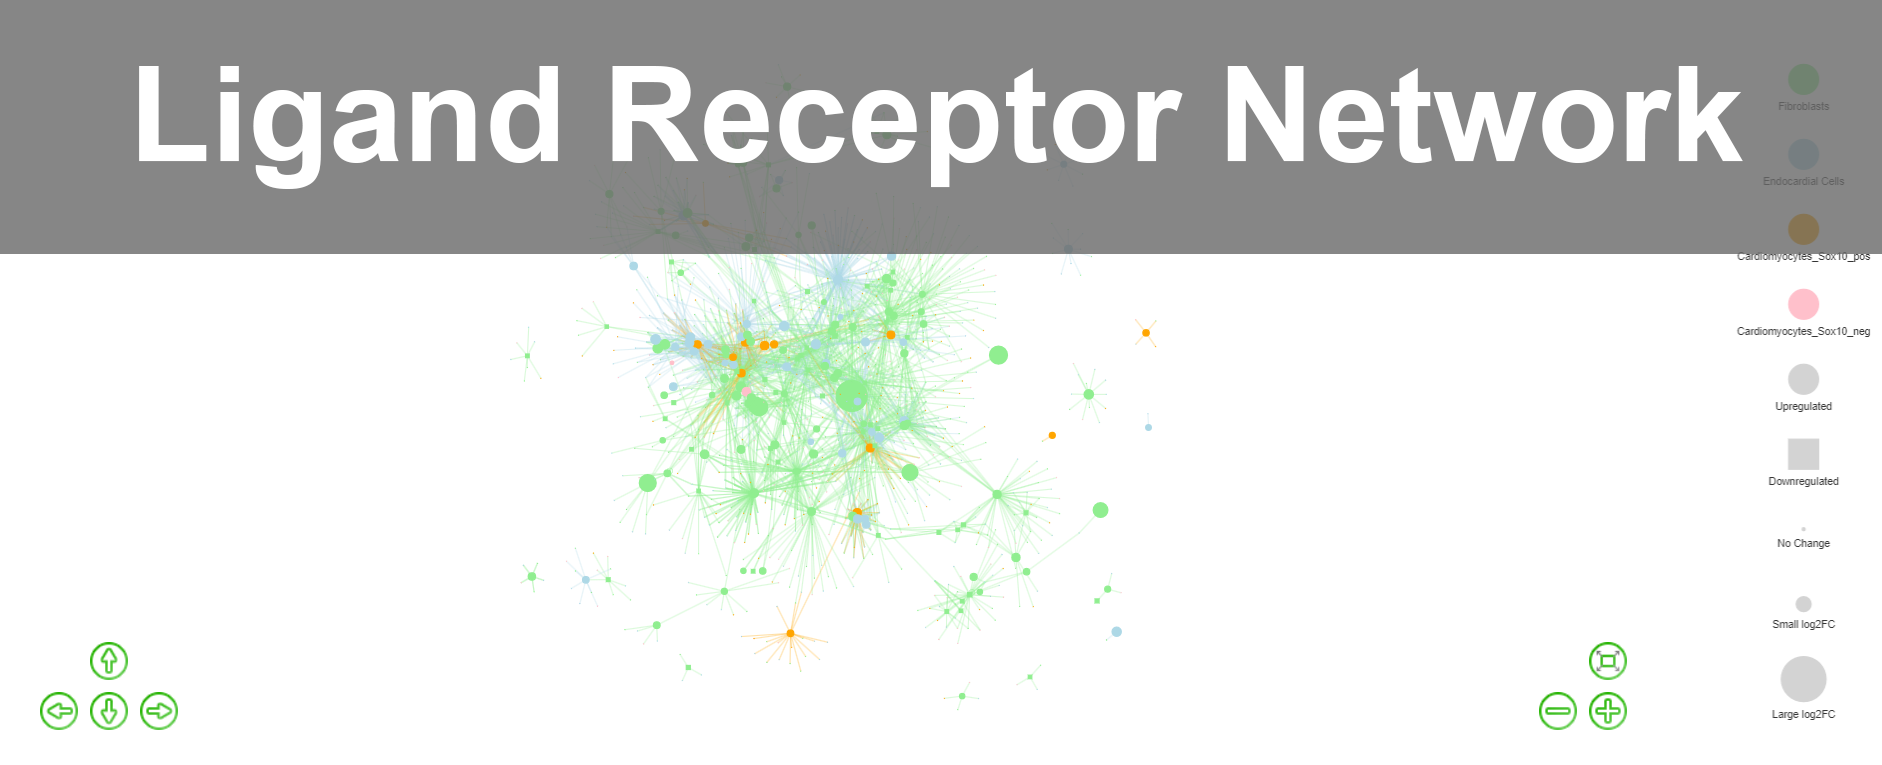 Ligand Receptor Network
Fibroblasts
Endocardial Cells
Cardiomyocytes_Sox10_pos
Cardiomyocytes_Sox10_neg
Upregulated
Downregulated
No Change
Small log2FC
Large log2FC